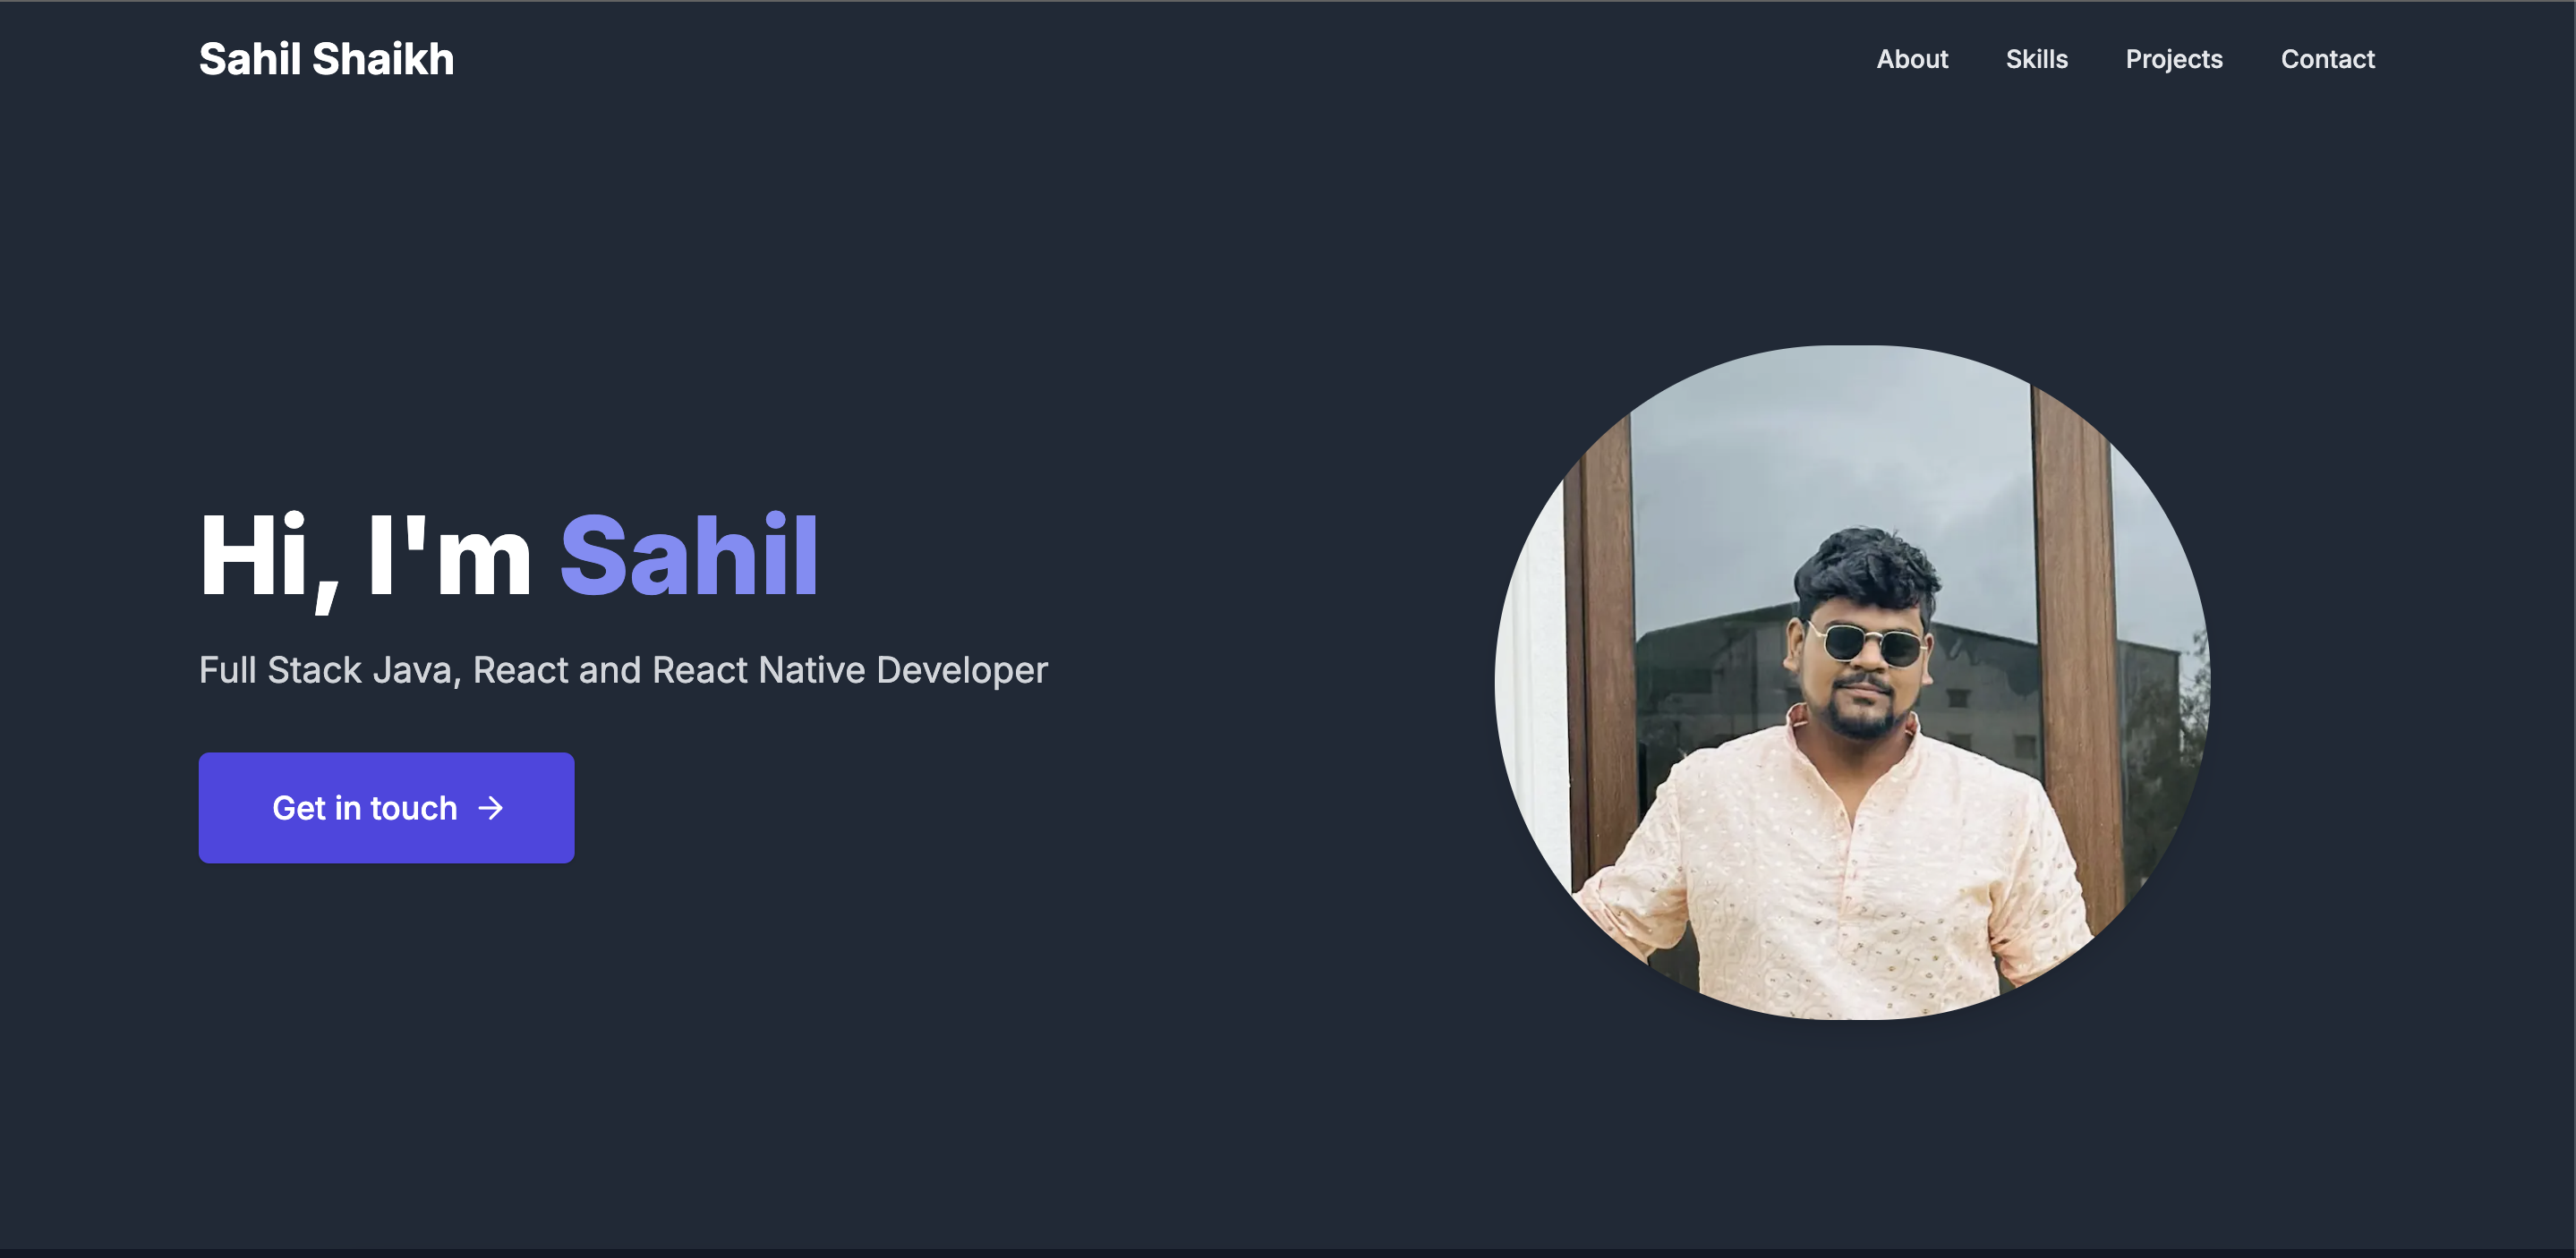 Sahil Shaikh
About Skills Projects Contact
Hi, I'm Sahil
Full Stack Java, React and React Native Developer
Get in touch →